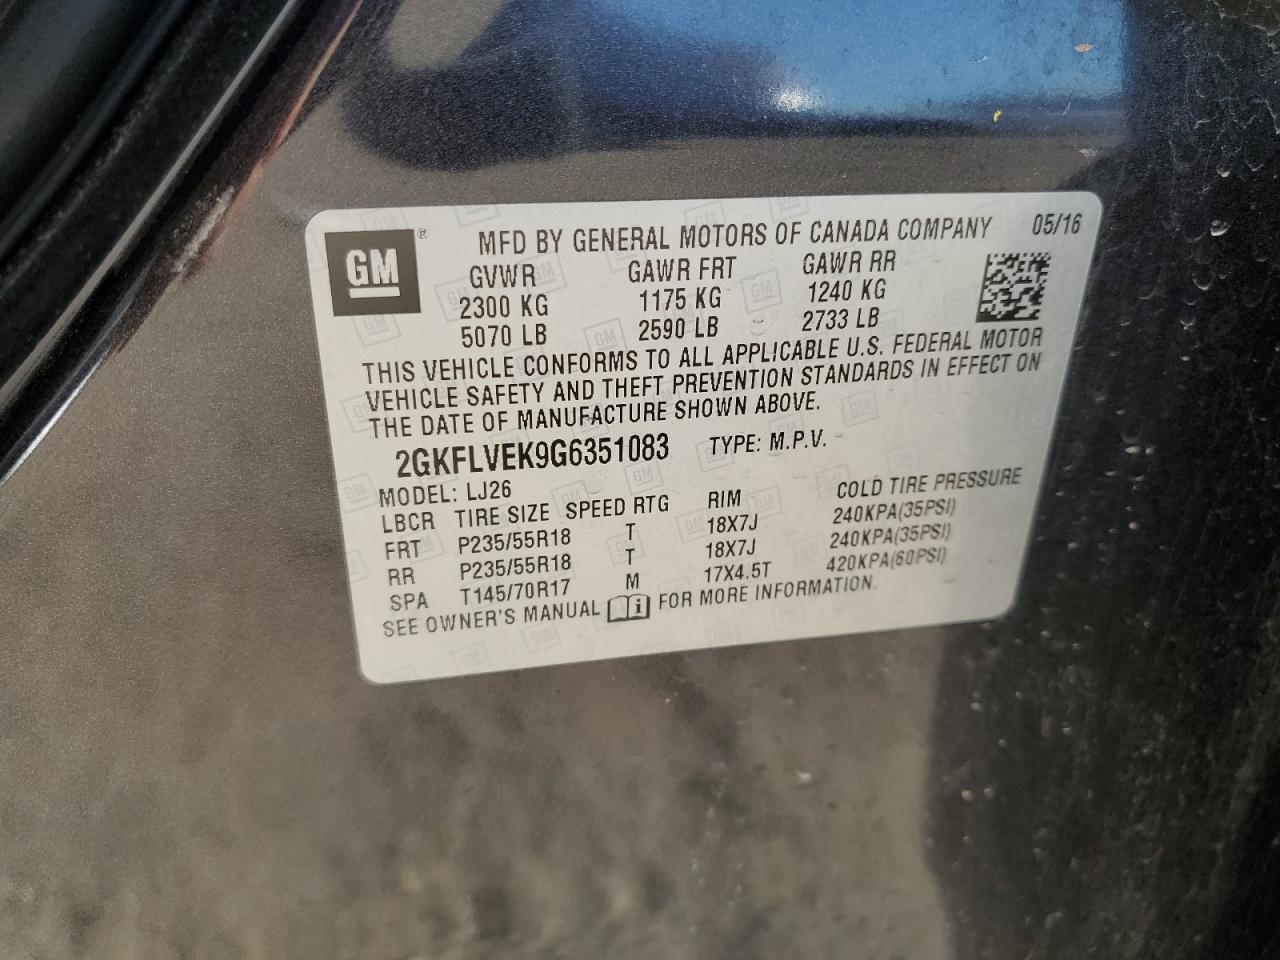 GM ® MFD BY GENERAL MOTORS OF CANADA COMPANY 05/16
GVWR GAWR FRT GAWR RR
2300 KG 1175 KG 1240 KG
5070 LB 2590 LB 2733 LB
THIS VEHICLE CONFORMS TO ALL APPLICABLE U.S. FEDERAL MOTOR
VEHICLE SAFETY AND THEFT PREVENTION STANDARDS IN EFFECT ON
THE DATE OF MANUFACTURE SHOWN ABOVE.
2GKFLVEK9G6351083 TYPE: M.P.V.
MODEL: LJ26
LBCR TIRE SIZE SPEED RTG RIM COLD TIRE PRESSURE
FRT P235/55R18 T 18X7J 240KPA(35PSI)
RR P235/55R18 T 18X7J 240KPA(35PSI)
SPA T145/70R17 M 17X4.5T 420KPA(60PSI)
SEE OWNER'S MANUAL i FOR MORE INFORMATION.